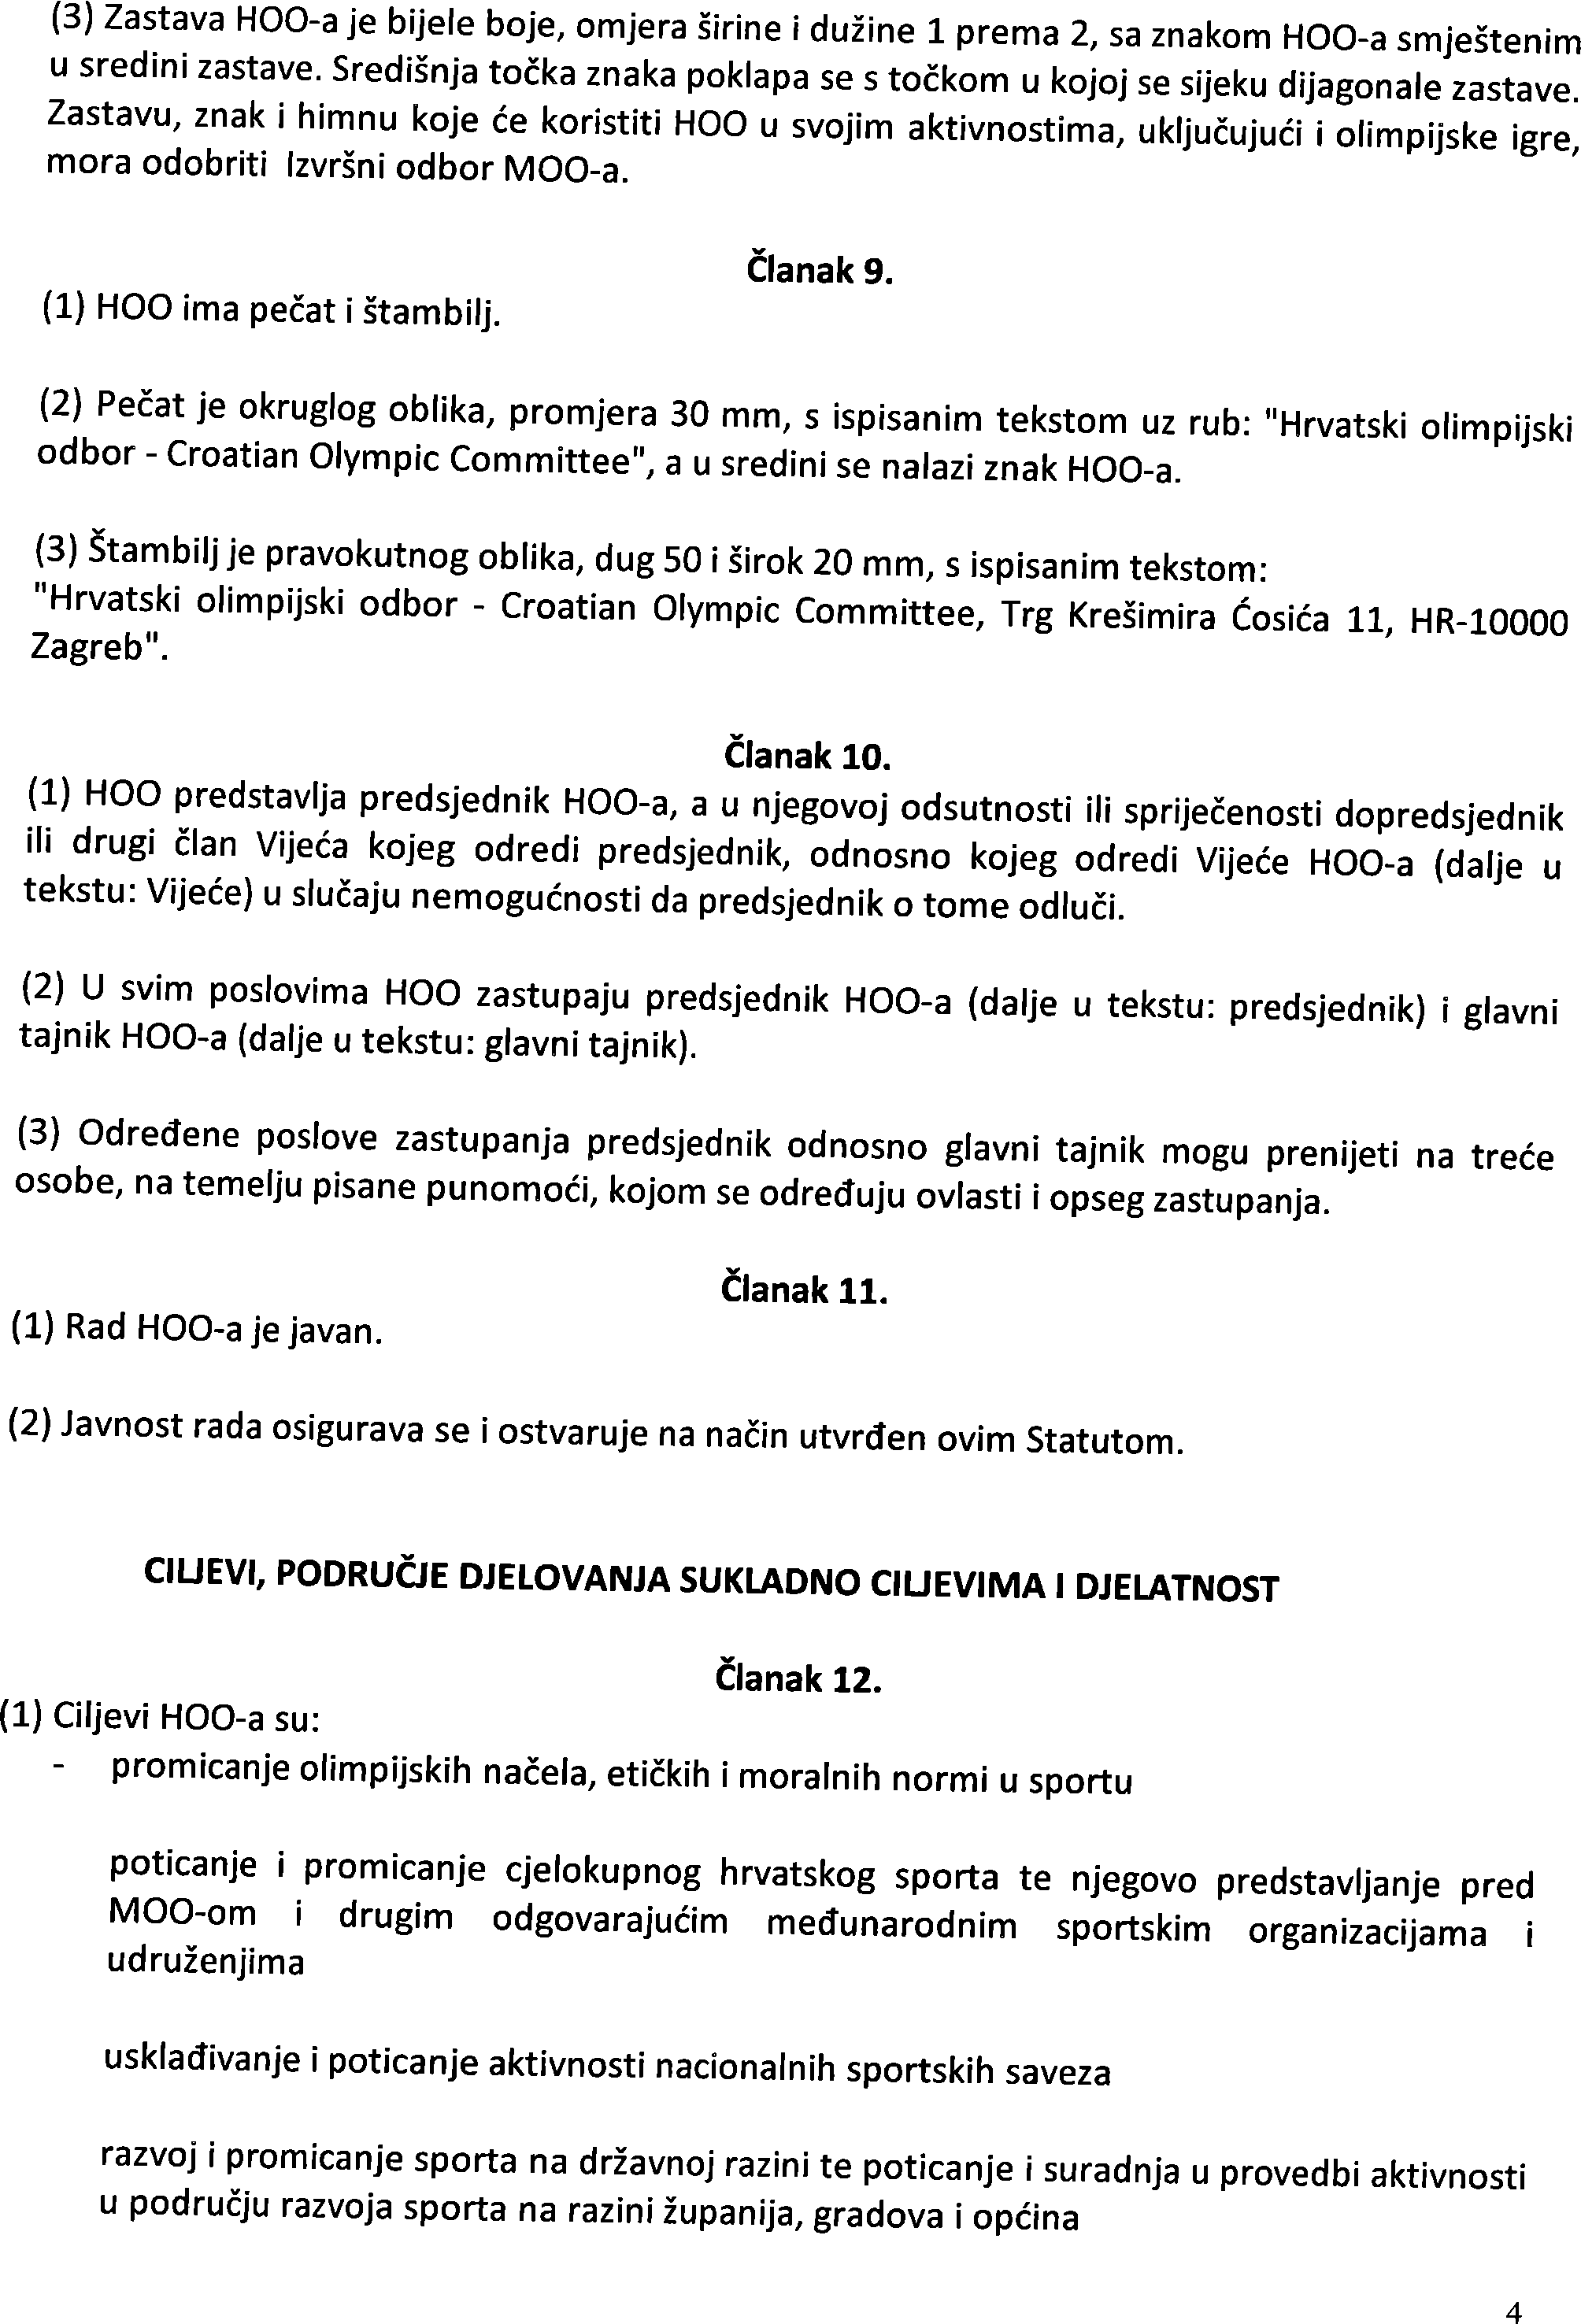 (3) Zastava HOO-a je bijele boje, omjera širine i dužine 1 prema 2, sa znakom HOO-a smještenim
u sredini zastave. Središnja točka znaka poklapa se s točkom u kojoj se sijeku dijagonale zastave.
Zastavu, znak i himnu koje će koristiti HOO u svojim aktivnostima, uključujući i olimpijske igre,
mora odobriti Izvršni odbor MOO-a.
Članak 9.
(1) HOO ima pečat i štambilj.
(2) Pečat je okruglog oblika, promjera 30 mm, s ispisanim tekstom uz rub: "Hrvatski olimpijski
odbor - Croatian Olympic Committee", a u sredini se nalazi znak HOO-a.
(3) Štambilj je pravokutnog oblika, dug 50 i širok 20 mm, s ispisanim tekstom:
"Hrvatski olimpijski odbor - Croatian Olympic Committee, Trg Krešimira Ćosića 11, HR-10000
Zagreb".
Članak 10.
(1) HOO predstavlja predsjednik HOO-a, a u njegovoj odsutnosti ili spriječenosti dopredsjednik
ili drugi član Vijeća kojeg odredi predsjednik, odnosno kojeg odredi Vijeće HOO-a (dalje u
tekstu: Vijeće) u slučaju nemogućnosti da predsjednik o tome odluči.
(2) U svim poslovima HOO zastupaju predsjednik HOO-a (dalje u tekstu: predsjednik) i glavni
tajnik HOO-a (dalje u tekstu: glavni tajnik).
(3) Određene poslove zastupanja predsjednik odnosno glavni tajnik mogu prenijeti na treće
osobe, na temelju pisane punomoći, kojom se određuju ovlasti i opseg zastupanja.
Članak 11.
(1) Rad HOO-a je javan.
(2) Javnost rada osigurava se i ostvaruje na način utvrđen ovim Statutom.
CILJEVI, PODRUČJE DJELOVANJA SUKLADNO CILJEVIMA I DJELATNOST
Članak 12.
(1) Ciljevi HOO-a su:
- promicanje olimpijskih načela, etičkih i moralnih normi u sportu
poticanje i promicanje cjelokupnog hrvatskog sporta te njegovo predstavljanje pred
MOO-om i drugim odgovarajućim međunarodnim sportskim organizacijama i
udruženjima
usklađivanje i poticanje aktivnosti nacionalnih sportskih saveza
razvoj i promicanje sporta na državnoj razini te poticanje i suradnja u provedbi aktivnosti
u području razvoja sporta na razini županija, gradova i općina
4